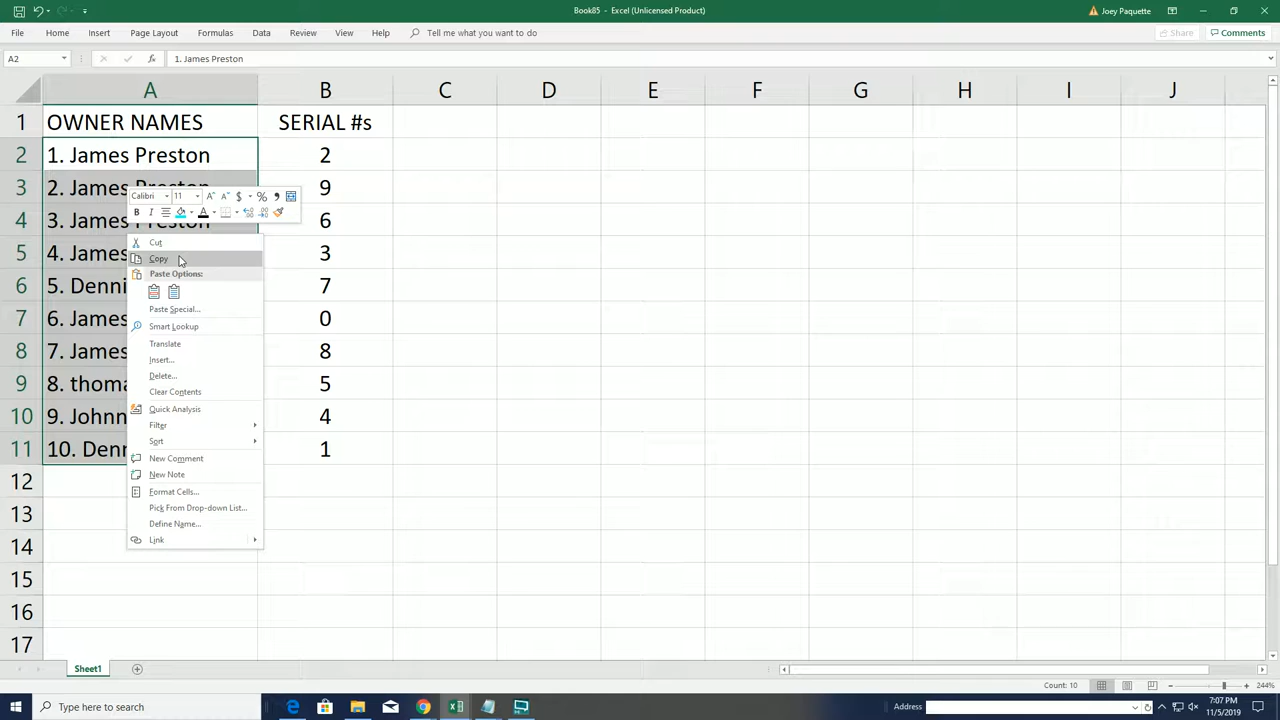 Book85 - Excel (Unlicensed Product)
Joey Paquette
File Home Insert Page Layout Formulas Data Review View Help Tell me what you want to do Share Comments
A2 fx 1. James Preston
A B C D E F G H I J
1 OWNER NAMES SERIAL #s
2 1. James Preston 2
3 2. James Preston 9
Calibri 11 A A $ % ,
4 3. James Preston 6
B I A
Cut
5 4. James 3
Copy
Paste Options:
6 5. Denni 7
Paste Special...
7 6. James 0
Smart Lookup
Translate
8 7. James 8
Insert...
Delete...
9 8. thoma 5
Clear Contents
10 9. Johnn 4
Quick Analysis
Filter
Sort
11 10. Denn 1
New Comment
New Note
12
Format Cells...
Pick From Drop-down List...
13
Define Name...
Link
14
15
16
17
Sheet1
Count: 10 244%
Type here to search
Address
7:07 PM
11/5/2019